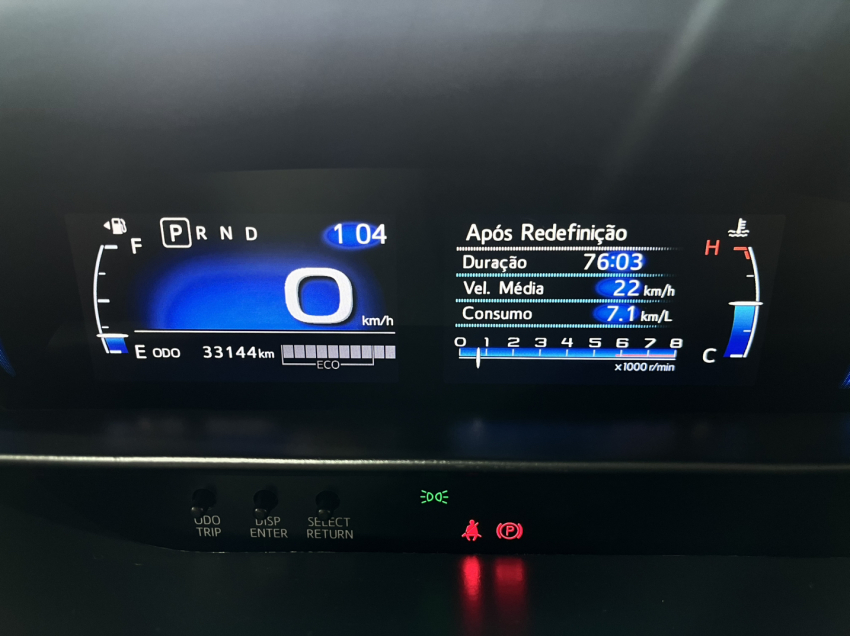 F
P R N D
1 04
0
km/h
E ODO 33144km
ECO
Após Redefinição
Duração 76:03
Vel. Média 22 km/h
Consumo 7.1 km/L
0 1 2 3 4 5 6 7 8
x1000 r/min
H
C
ODO TRIP
DISP ENTER
SELECT RETURN
P